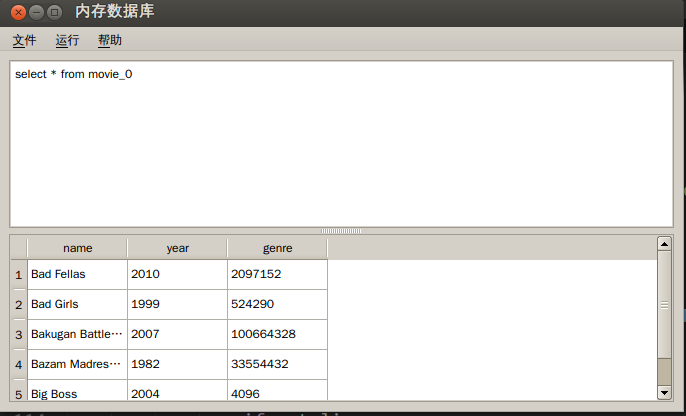 内存数据库
文件 运行 帮助
select * from movie_0
name year genre
1 Bad Fellas 2010 2097152
2 Bad Girls 1999 524290
3 Bakugan Battle… 2007 100664328
4 Bazam Madres… 1982 33554432
5 Big Boss 2004 4096